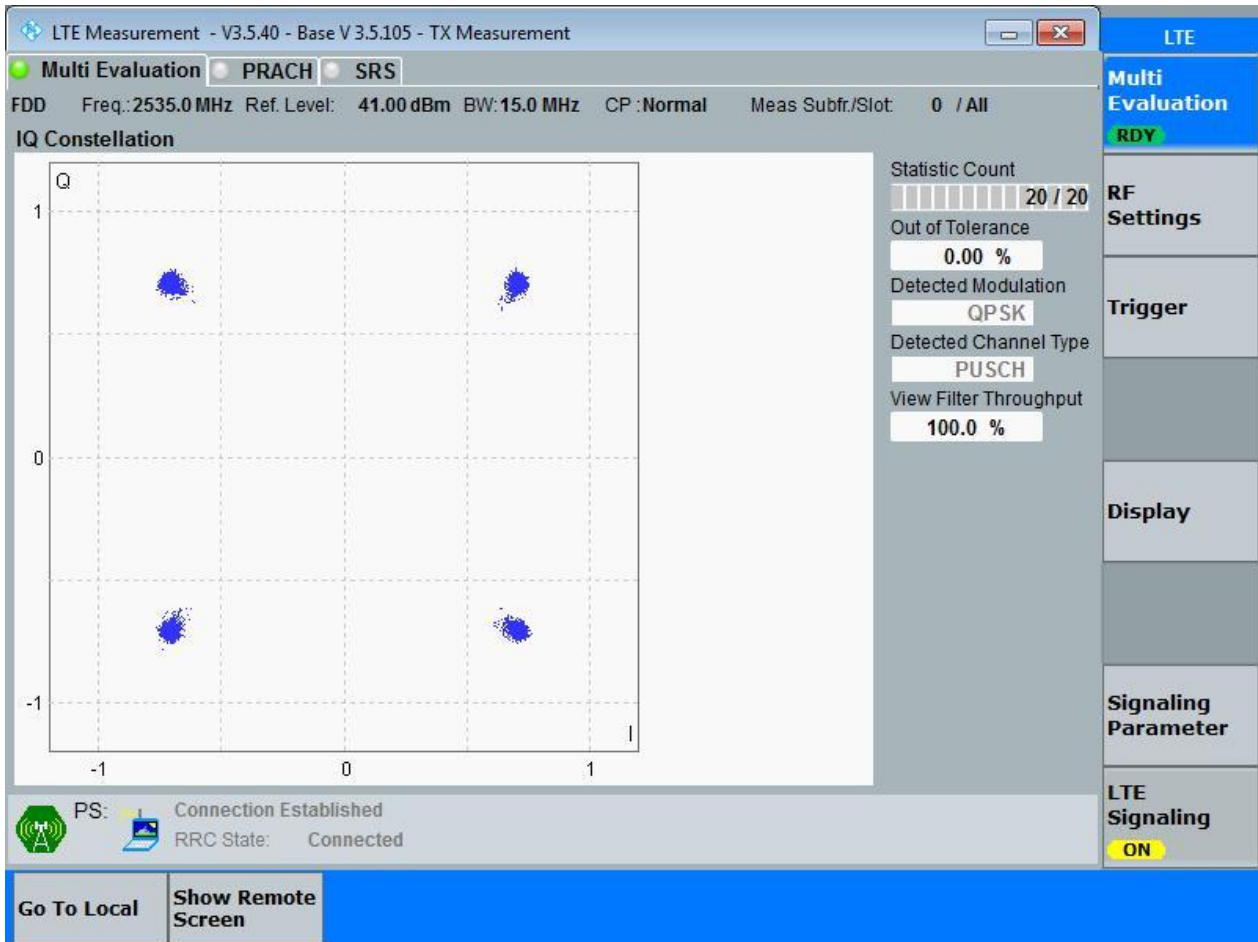 LTE Measurement - V3.5.40 - Base V 3.5.105 - TX Measurement
LTE
Multi Evaluation PRACH SRS
Multi
Evaluation
RDY
FDD Freq.: 2535.0 MHz Ref. Level: 41.00 dBm BW: 15.0 MHz CP : Normal Meas Subfr./Slot: 0 / All
IQ Constellation
Q
1
0
-1
I
-1 0 1
Statistic Count
20 / 20
Out of Tolerance
0.00 %
Detected Modulation
QPSK
Detected Channel Type
PUSCH
View Filter Throughput
100.0 %
RF
Settings
Trigger
Display
Signaling
Parameter
LTE
Signaling
ON
PS: Connection Established
RRC State: Connected
Go To Local
Show Remote
Screen